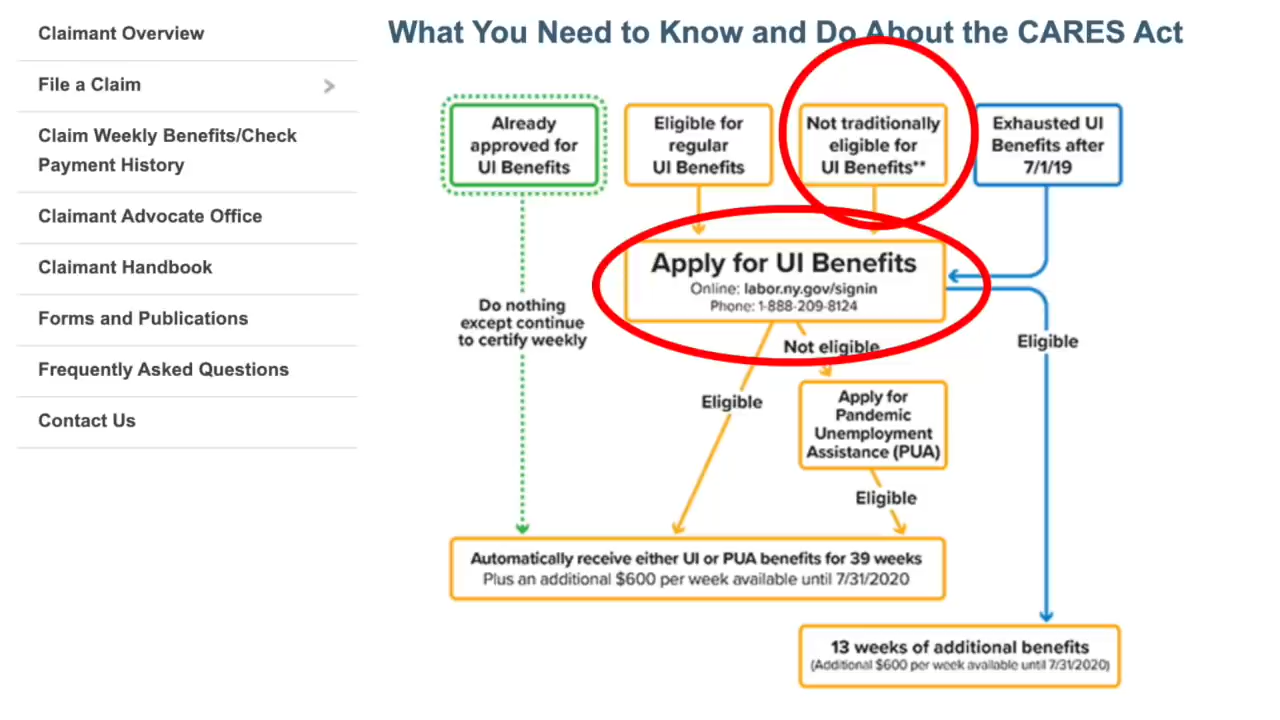 Claimant Overview
File a Claim
Claim Weekly Benefits/Check
Payment History
Claimant Advocate Office
Claimant Handbook
Forms and Publications
Frequently Asked Questions
Contact Us
What You Need to Know and Do About the CARES Act
Already
approved for
UI Benefits
Eligible for
regular
UI Benefits
Not traditionally
eligible for
UI Benefits**
Exhausted UI
Benefits after
7/1/19
Apply for UI Benefits
Online: labor.ny.gov/signin
Phone: 1-888-209-8124
Do nothing
except continue
to certify weekly
Not eligible
Eligible
Eligible
Apply for
Pandemic
Unemployment
Assistance (PUA)
Eligible
Automatically receive either UI or PUA benefits for 39 weeks
Plus an additional $600 per week available until 7/31/2020
13 weeks of additional benefits
(Additional $600 per week available until 7/31/2020)